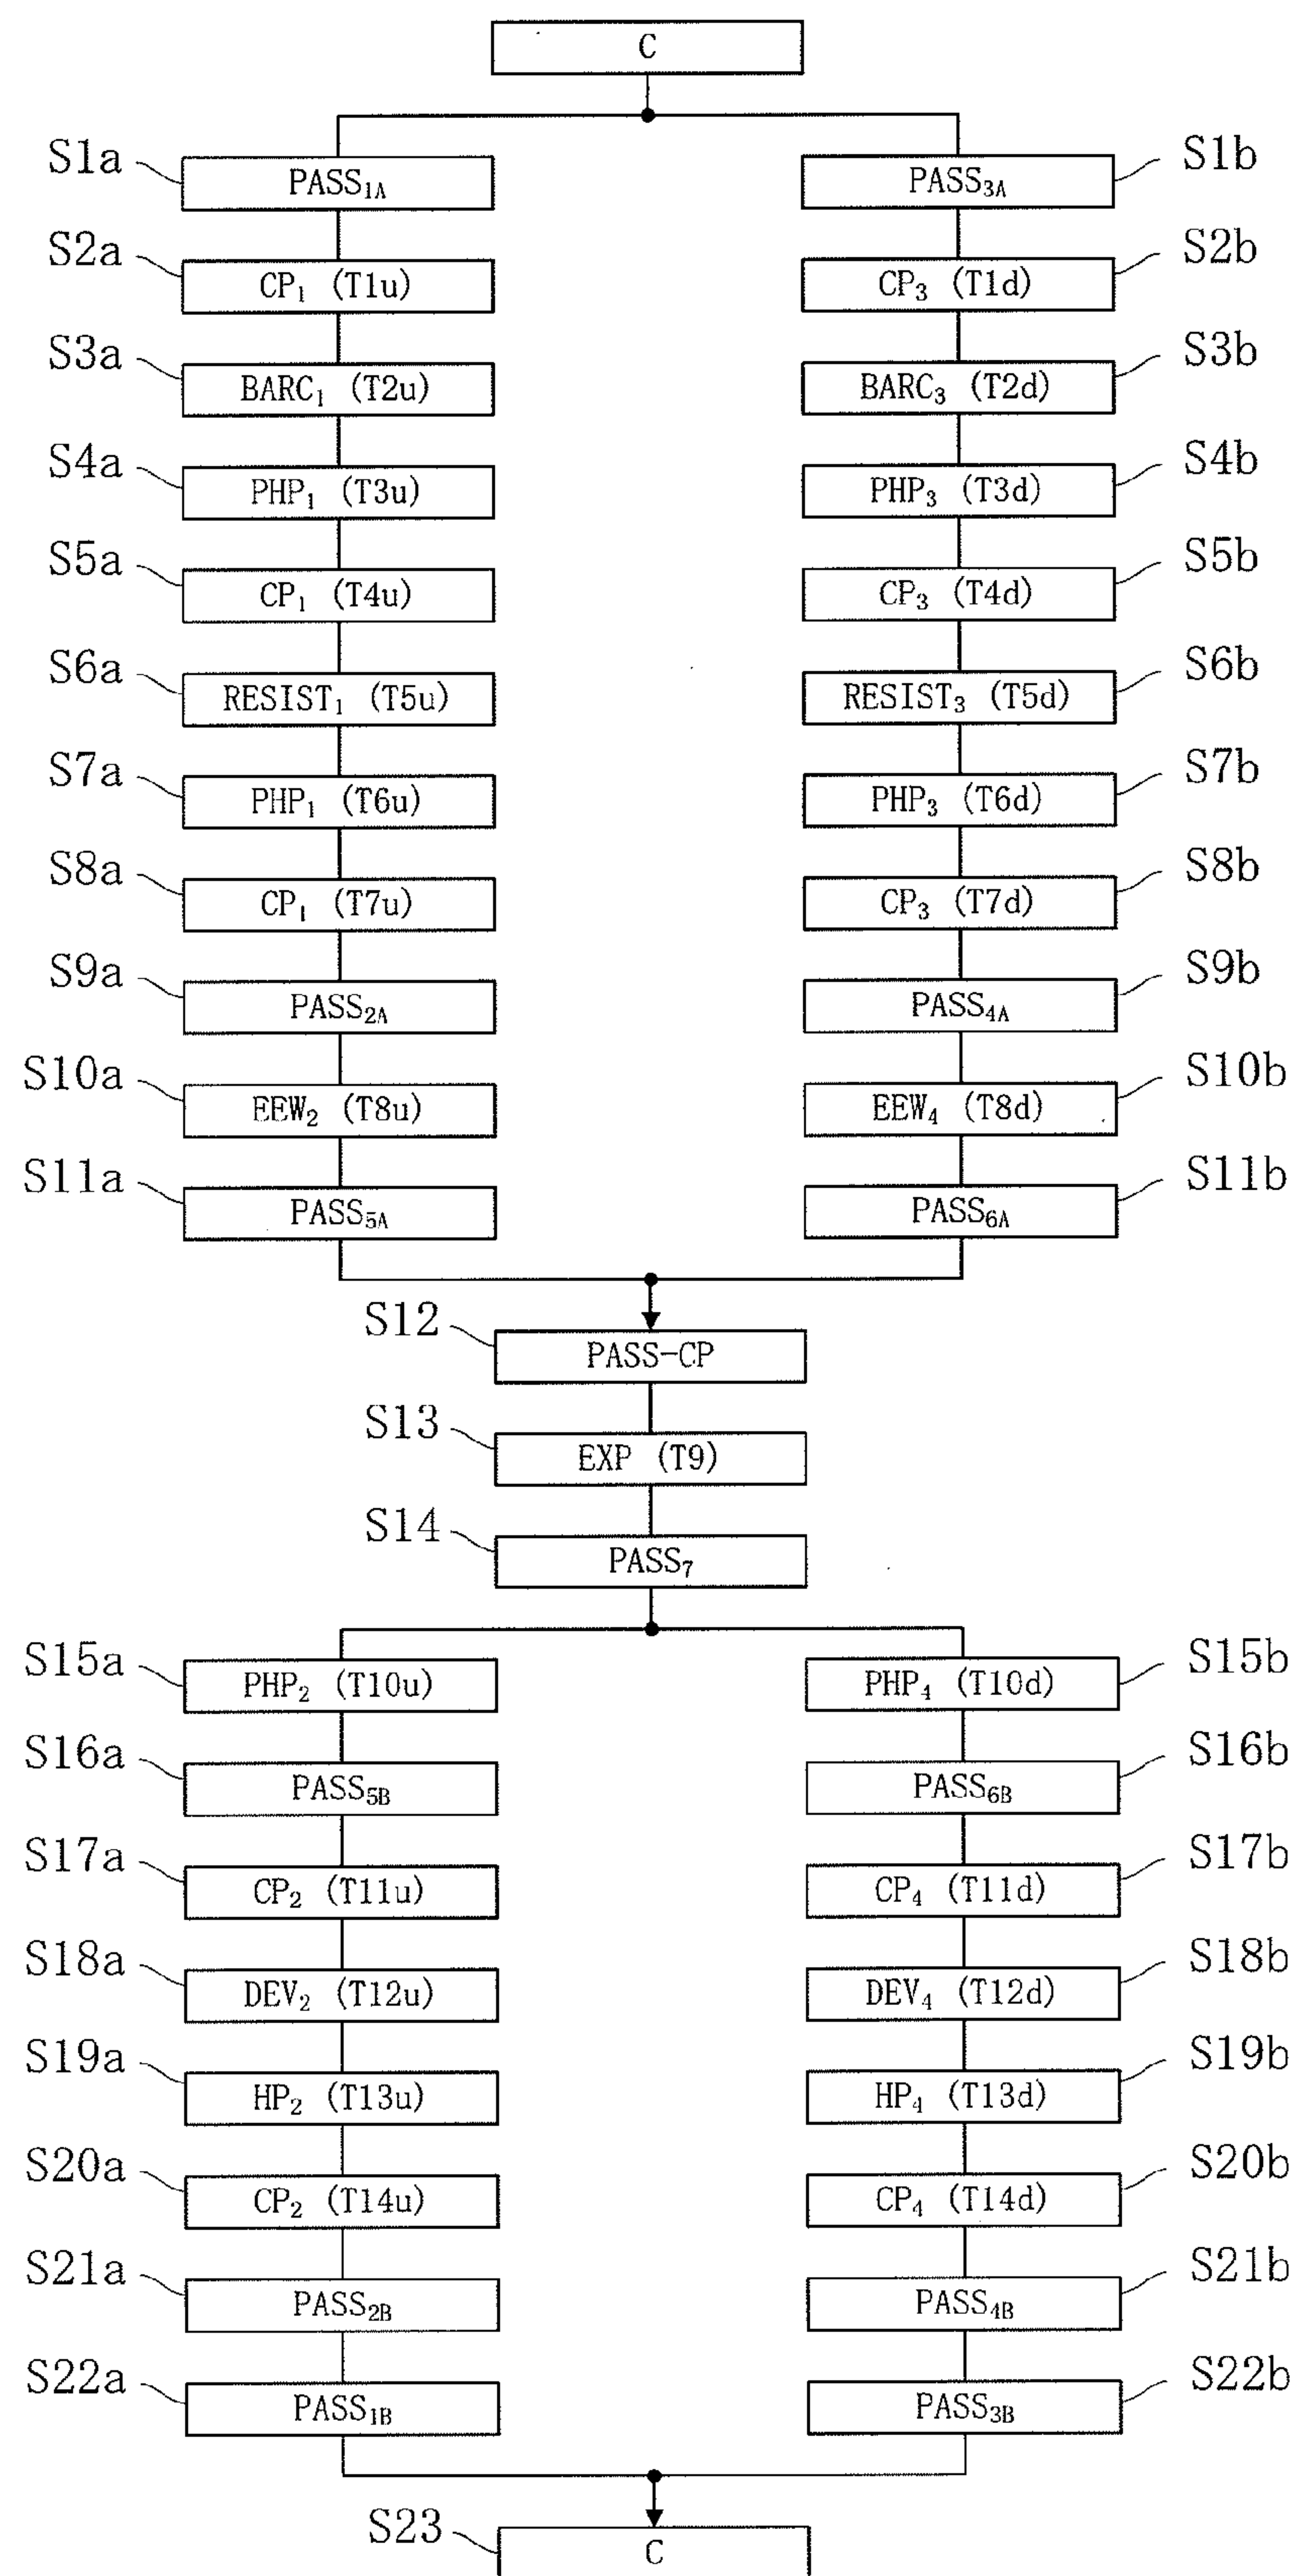 C
S1a PASS₁A S1b PASS₃A
S2a CP₁ (T1u) S2b CP₃ (T1d)
S3a BARC₁ (T2u) S3b BARC₃ (T2d)
S4a PHP₁ (T3u) S4b PHP₃ (T3d)
S5a CP₁ (T4u) S5b CP₃ (T4d)
S6a RESIST₁ (T5u) S6b RESIST₃ (T5d)
S7a PHP₁ (T6u) S7b PHP₃ (T6d)
S8a CP₁ (T7u) S8b CP₃ (T7d)
S9a PASS₂A S9b PASS₄A
S10a EEW₂ (T8u) S10b EEW₄ (T8d)
S11a PASS₅A S11b PASS₆A
S12 PASS-CP
S13 EXP (T9)
S14 PASS₇
S15a PHP₂ (T10u) S15b PHP₄ (T10d)
S16a PASS₅B S16b PASS₆B
S17a CP₂ (T11u) S17b CP₄ (T11d)
S18a DEV₂ (T12u) S18b DEV₄ (T12d)
S19a HP₂ (T13u) S19b HP₄ (T13d)
S20a CP₂ (T14u) S20b CP₄ (T14d)
S21a PASS₂B S21b PASS₄B
S22a PASS₁B S22b PASS₃B
S23 C